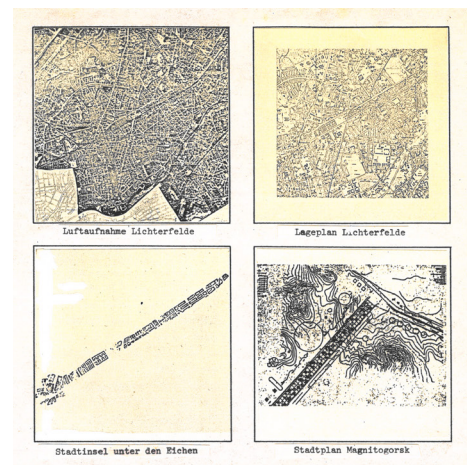 Luftaufnahme Lichterfelde
Lageplan Lichterfelde
Stadtinsel unter den Eichen
Stadtplan Magnitogorsk